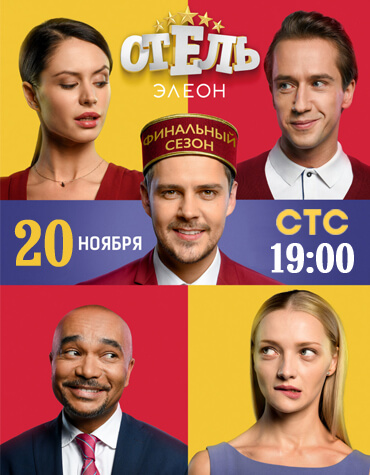 ОТЕЛЬ
ЭЛЕОН
ФИНАЛЬНЫЙ
СЕЗОН
20 НОЯБРЯ
СТС
19:00